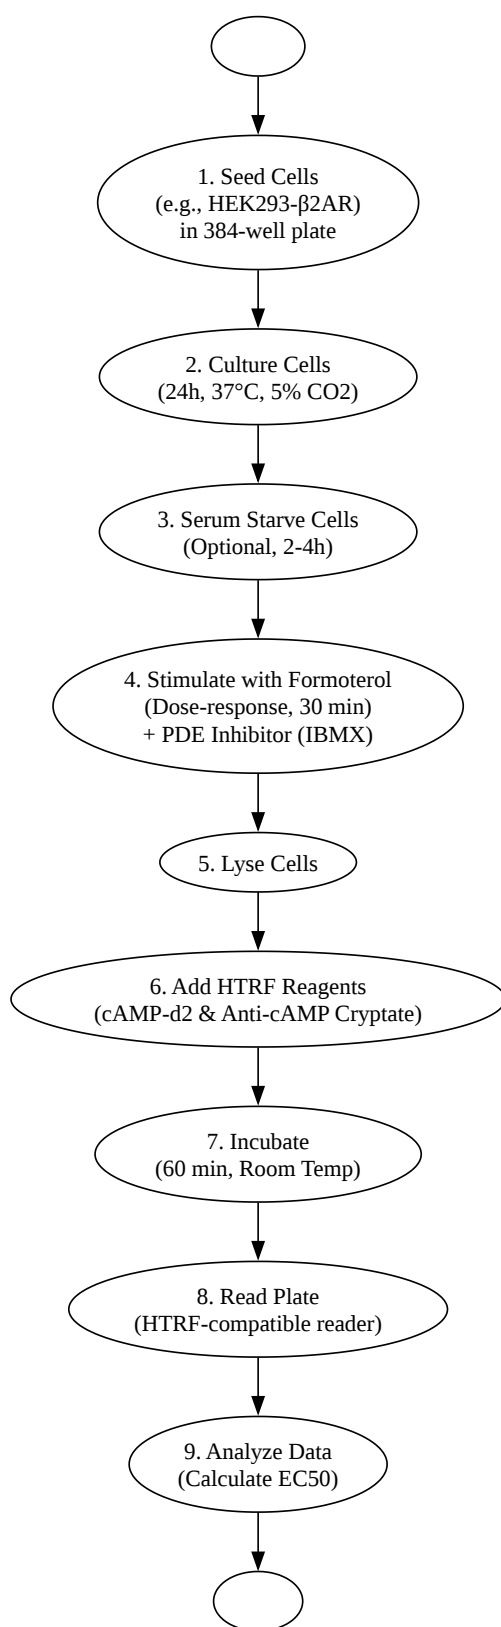 1. Seed Cells
(e.g., HEK293-β2AR)
in 384-well plate
2. Culture Cells
(24h, 37°C, 5% CO2)
3. Serum Starve Cells
(Optional, 2-4h)
4. Stimulate with Formoterol
(Dose-response, 30 min)
+ PDE Inhibitor (IBMX)
5. Lyse Cells
6. Add HTRF Reagents
(cAMP-d2 & Anti-cAMP Cryptate)
7. Incubate
(60 min, Room Temp)
8. Read Plate
(HTRF-compatible reader)
9. Analyze Data
(Calculate EC50)